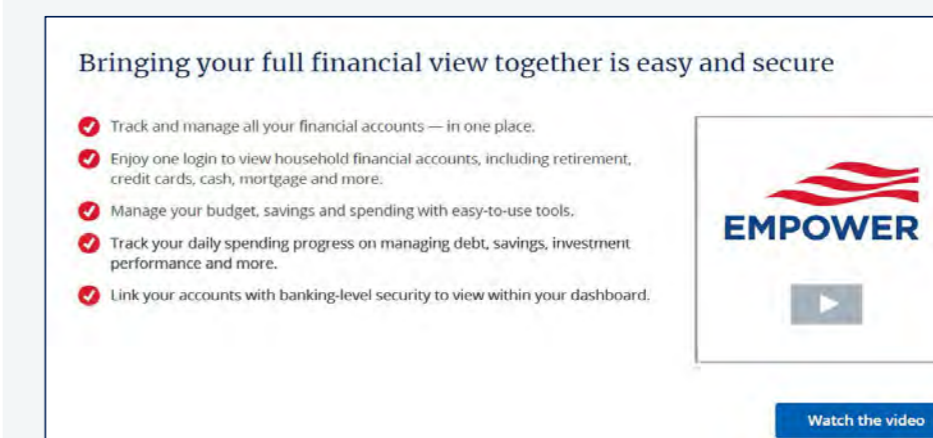 Bringing your full financial view together is easy and secure
Track and manage all your financial accounts — in one place.
Enjoy one login to view household financial accounts, including retirement,
credit cards, cash, mortgage and more.
Manage your budget, savings and spending with easy-to-use tools.
Track your daily spending progress on managing debt, savings, investment
performance and more.
Link your accounts with banking-level security to view within your dashboard.
EMPOWER
Watch the video